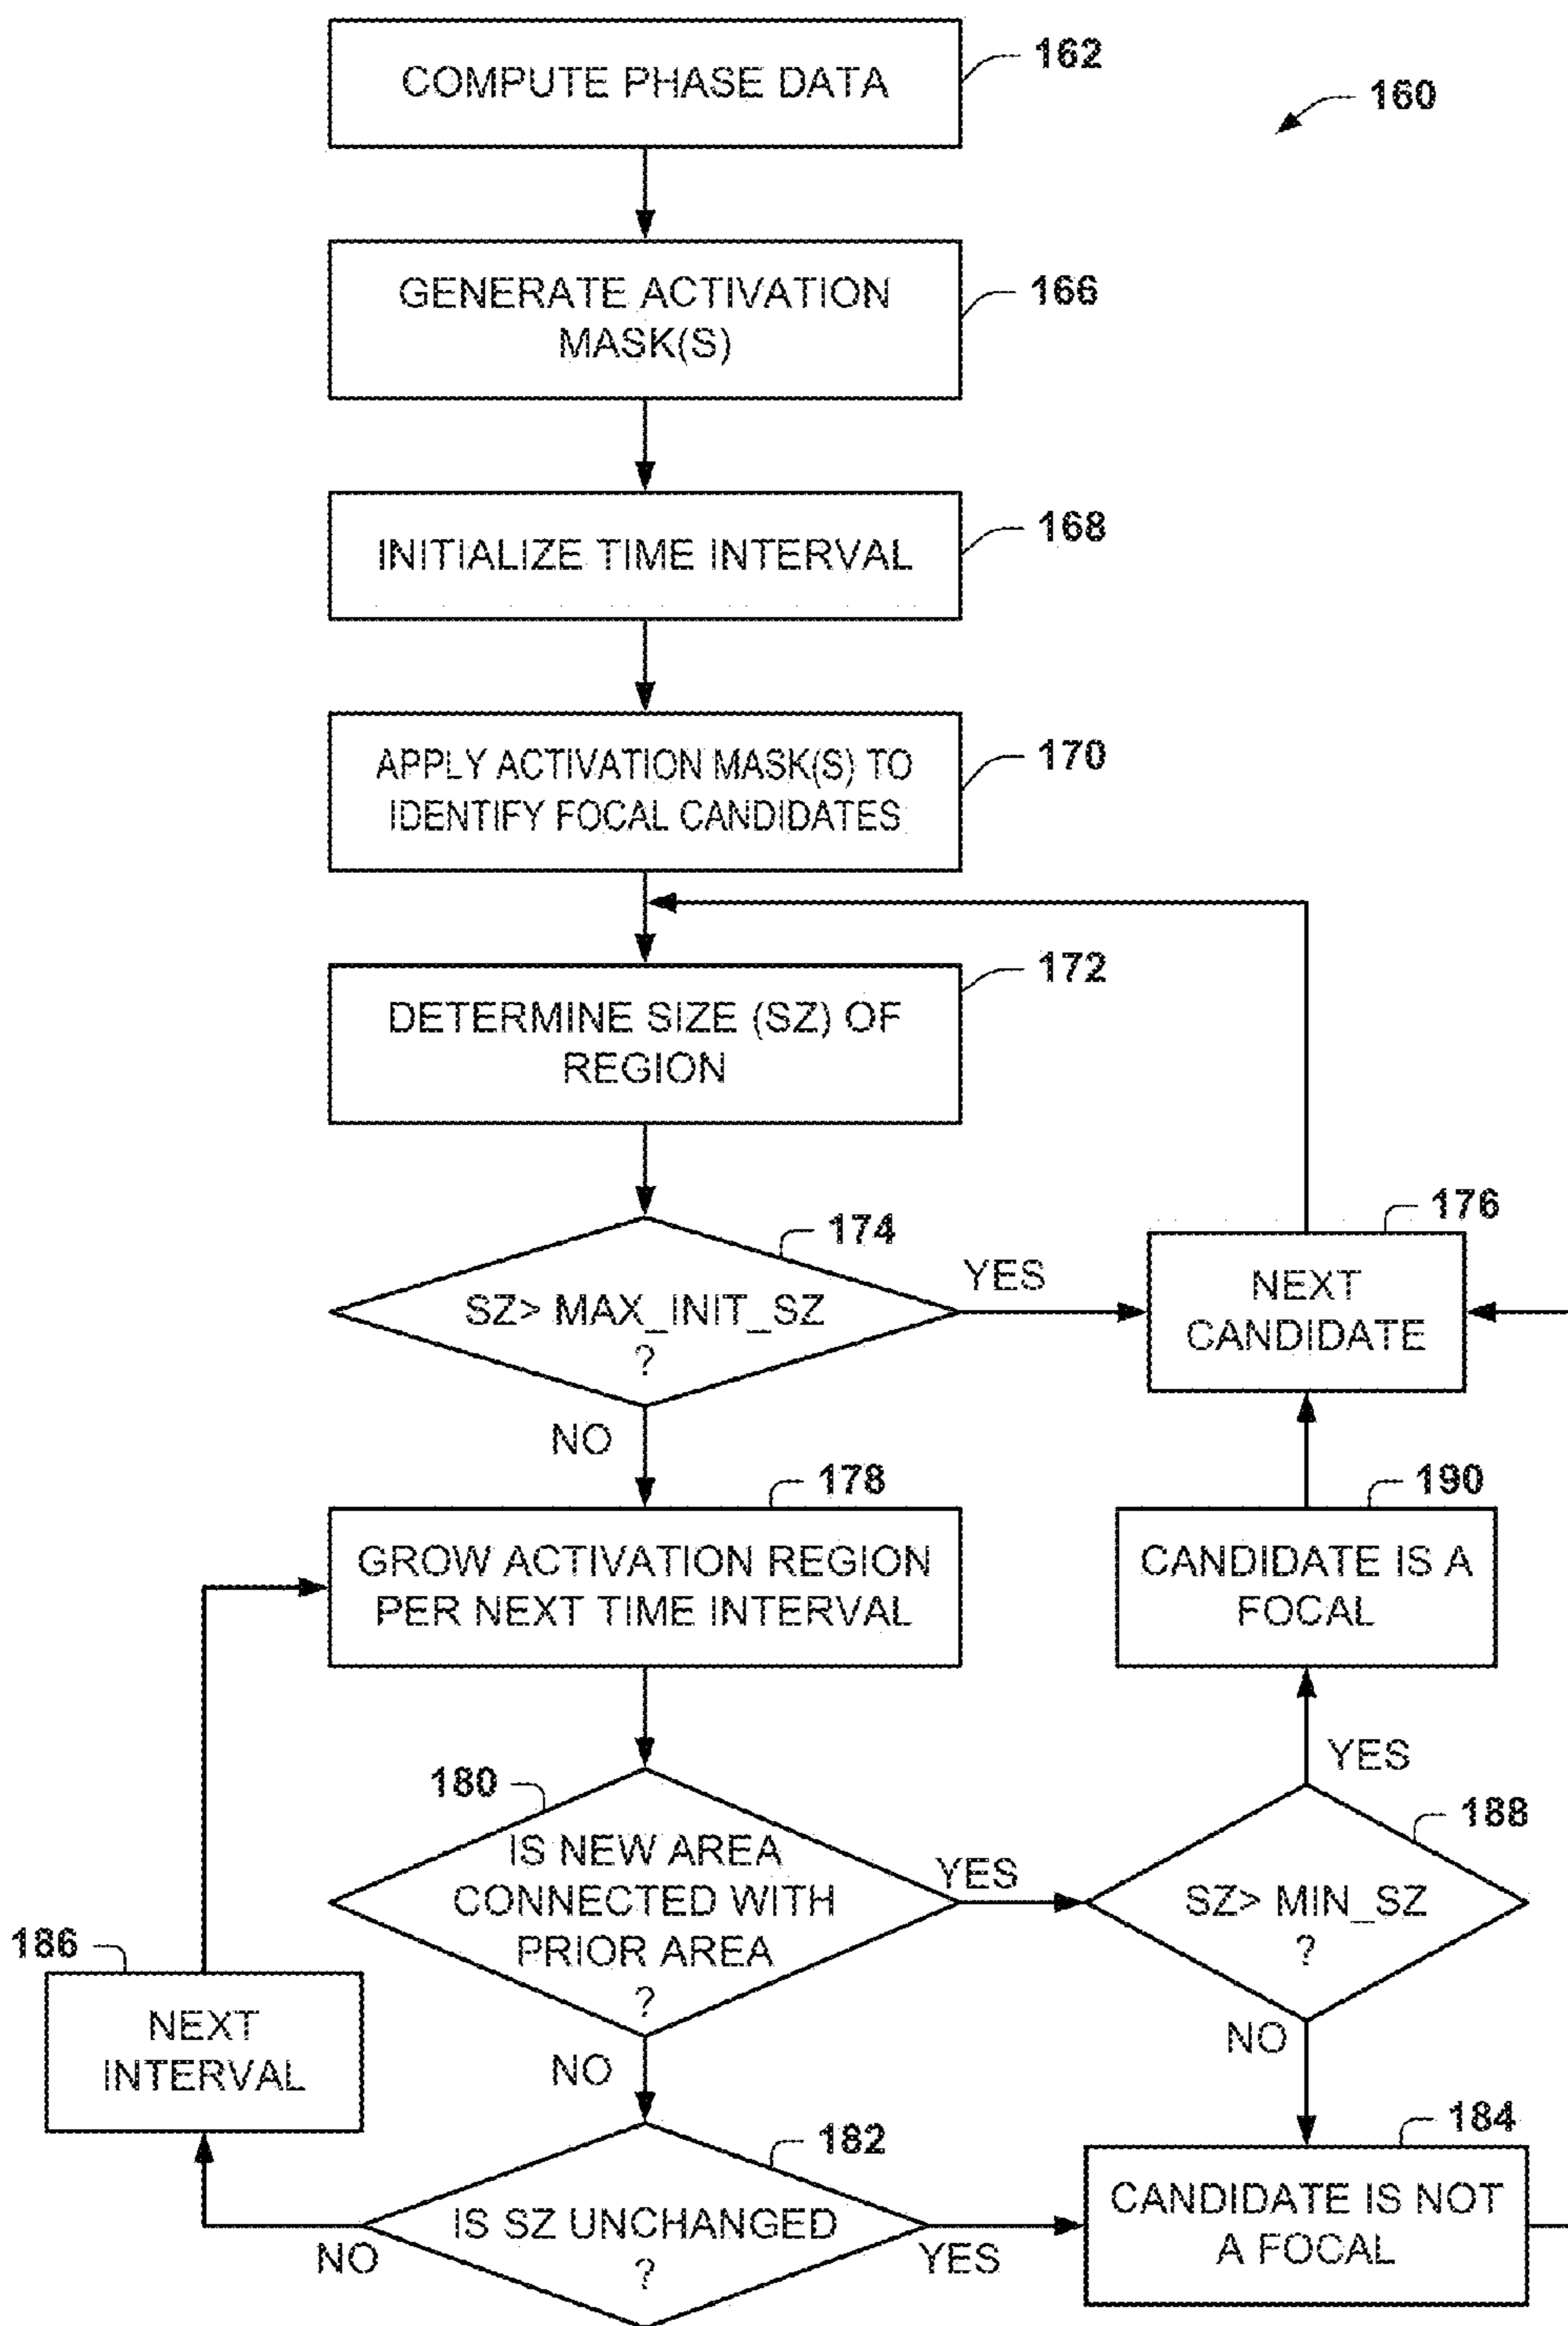 COMPUTE PHASE DATA
162
160
GENERATE ACTIVATION
MASK(S)
166
INITIALIZE TIME INTERVAL
168
APPLY ACTIVATION MASK(S) TO
IDENTIFY FOCAL CANDIDATES
170
DETERMINE SIZE (SZ) OF
REGION
172
SZ> MAX_INIT_SZ
?
174
YES
NO
NEXT
CANDIDATE
176
GROW ACTIVATION REGION
PER NEXT TIME INTERVAL
178
CANDIDATE IS A
FOCAL
190
IS NEW AREA
CONNECTED WITH
PRIOR AREA
?
180
YES
NO
SZ> MIN_SZ
?
188
YES
NO
NEXT
INTERVAL
186
IS SZ UNCHANGED
?
182
NO
YES
CANDIDATE IS NOT
A FOCAL
184